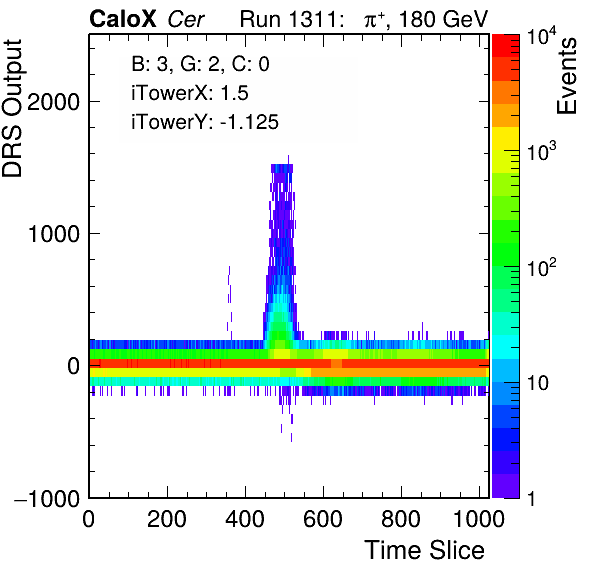 CaloX Cer Run 1311: π⁺, 180 GeV
B: 3, G: 2, C: 0
iTowerX: 1.5
iTowerY: -1.125
DRS Output
2000
1000
0
−1000
0 200 400 600 800 1000
Time Slice
Events
10⁴
10³
10²
10
1